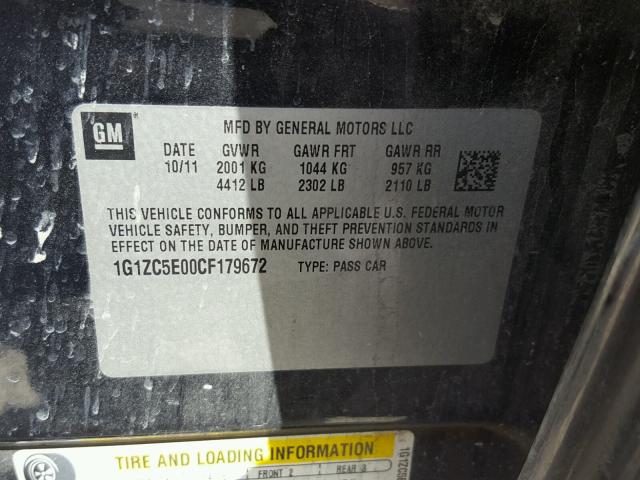 GM
MFD BY GENERAL MOTORS LLC
DATE GVWR GAWR FRT GAWR RR
10/11 2001 KG 1044 KG 957 KG
4412 LB 2302 LB 2110 LB
THIS VEHICLE CONFORMS TO ALL APPLICABLE U.S. FEDERAL MOTOR
VEHICLE SAFETY, BUMPER, AND THEFT PREVENTION STANDARDS IN
EFFECT ON THE DATE OF MANUFACTURE SHOWN ABOVE.
1G1ZC5E00CF179672 TYPE: PASS CAR
TIRE AND LOADING INFORMATION
FRONT 2 REAR 3